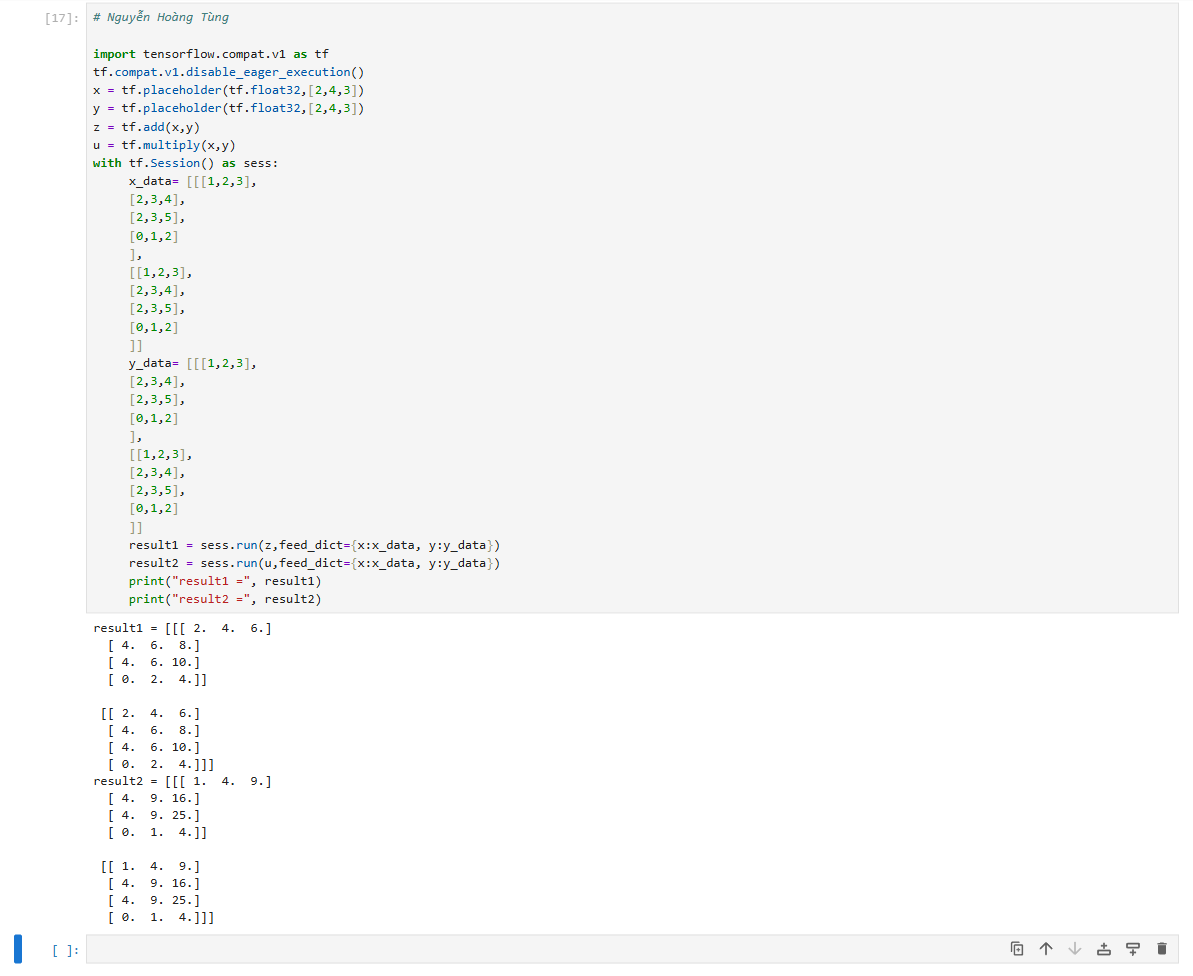 [17]:
# Nguyễn Hoàng Tùng
import tensorflow.compat.v1 as tf
tf.compat.v1.disable_eager_execution()
x = tf.placeholder(tf.float32,[2,4,3])
y = tf.placeholder(tf.float32,[2,4,3])
z = tf.add(x,y)
u = tf.multiply(x,y)
with tf.Session() as sess:
     x_data= [[[1,2,3],
     [2,3,4],
     [2,3,5],
     [0,1,2]
     ],
     [[1,2,3],
     [2,3,4],
     [2,3,5],
     [0,1,2]
     ]]
     y_data= [[[1,2,3],
     [2,3,4],
     [2,3,5],
     [0,1,2]
     ],
     [[1,2,3],
     [2,3,4],
     [2,3,5],
     [0,1,2]
     ]]
     result1 = sess.run(z,feed_dict={x:x_data, y:y_data})
     result2 = sess.run(u,feed_dict={x:x_data, y:y_data})
     print("result1 =", result1)
     print("result2 =", result2)
result1 = [[[ 2.  4.  6.]
  [ 4.  6.  8.]
  [ 4.  6. 10.]
  [ 0.  2.  4.]]

 [[ 2.  4.  6.]
  [ 4.  6.  8.]
  [ 4.  6. 10.]
  [ 0.  2.  4.]]]
result2 = [[[ 1.  4.  9.]
  [ 4.  9. 16.]
  [ 4.  9. 25.]
  [ 0.  1.  4.]]

 [[ 1.  4.  9.]
  [ 4.  9. 16.]
  [ 4.  9. 25.]
  [ 0.  1.  4.]]]
[ ]: